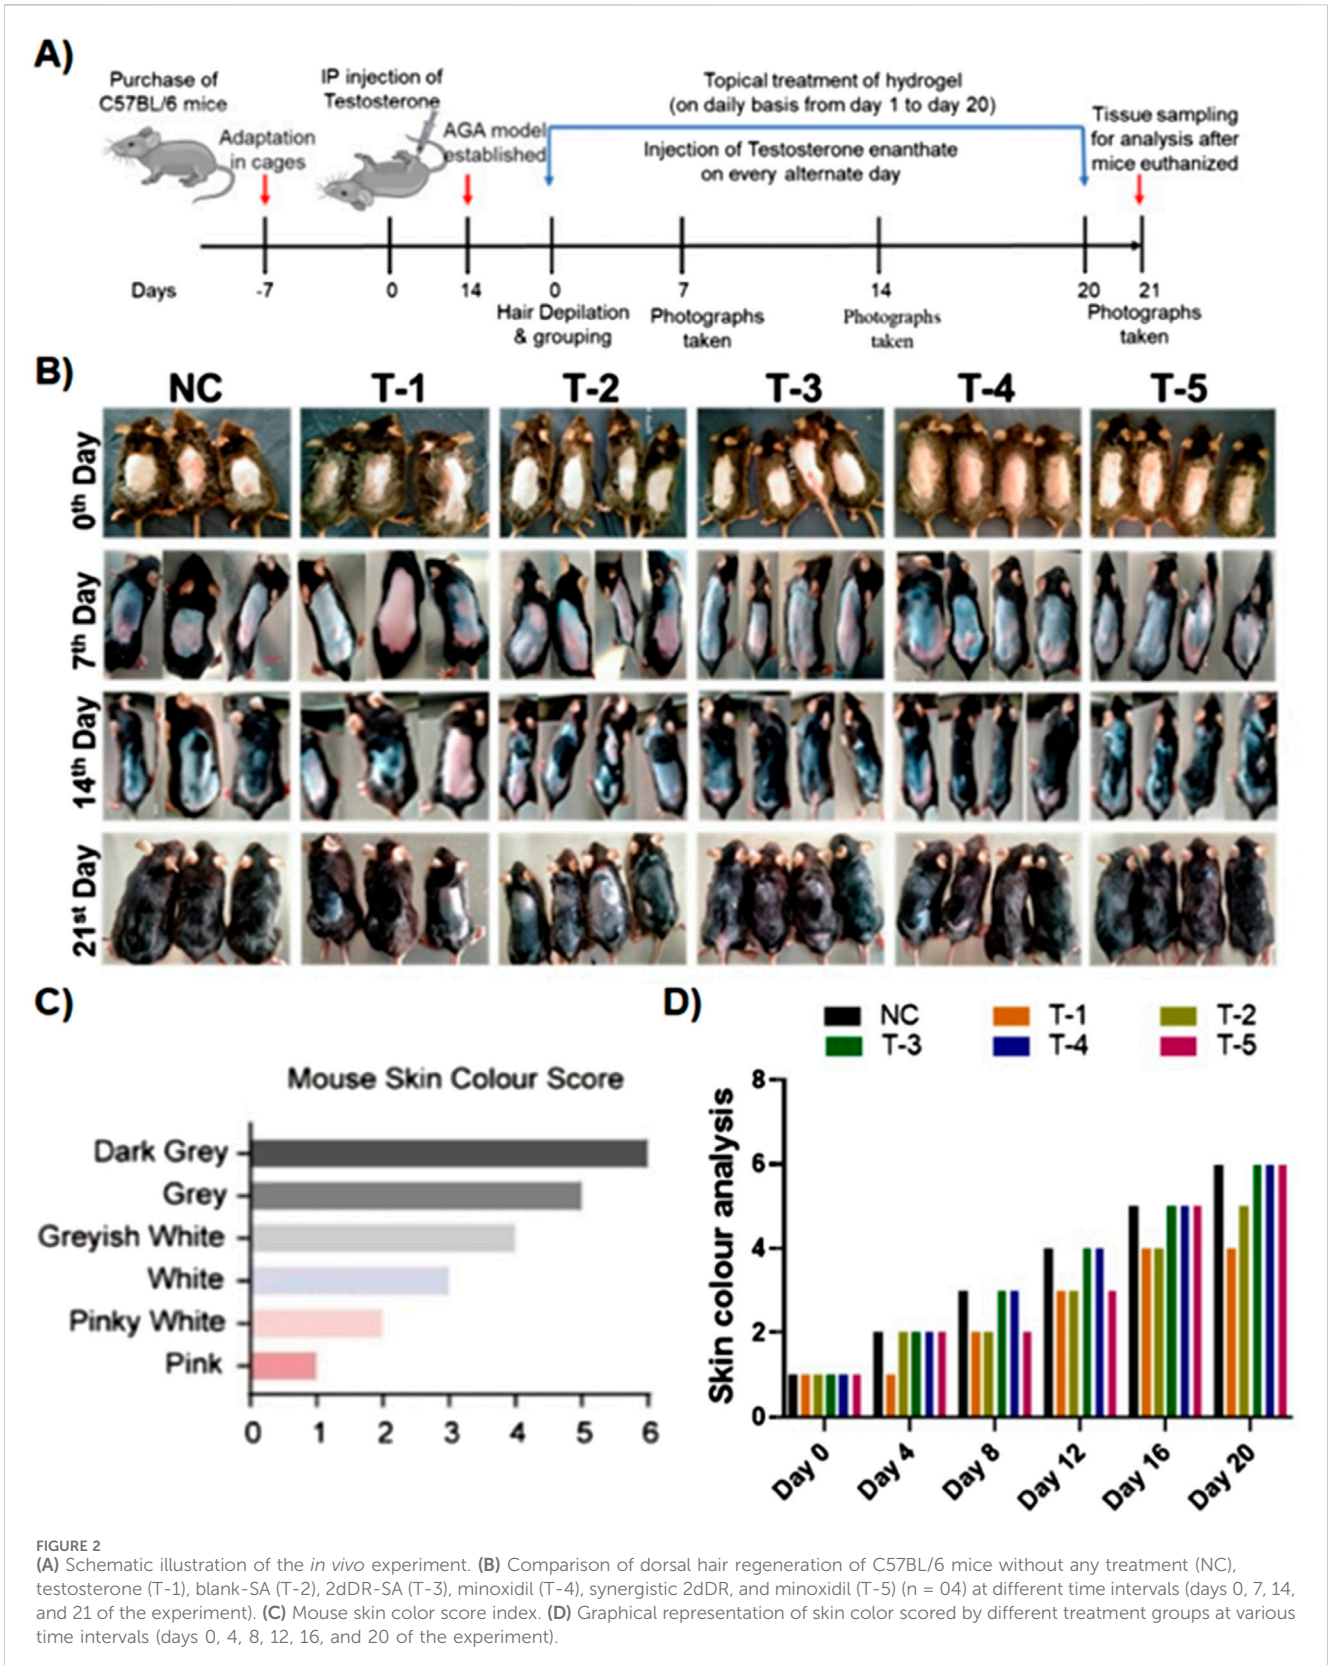 A)
Purchase of
C57BL/6 mice
Adaptation
in cages
IP injection of
Testosterone
AGA model
established
Topical treatment of hydrogel
(on daily basis from day 1 to day 20)
Injection of Testosterone enanthate
on every alternate day
Tissue sampling
for analysis after
mice euthanized
Days -7 0 14 0 7 14 20 21
Hair Depilation
& grouping
Photographs
taken
Photographs
taken
Photographs
taken
B)
NC T-1 T-2 T-3 T-4 T-5
0th Day
7th Day
14th Day
21st Day
C)
Mouse Skin Colour Score
Dark Grey
Grey
Greyish White
White
Pinky White
Pink
0 1 2 3 4 5 6
D)
NC T-1 T-2
T-3 T-4 T-5
Skin colour analysis
8
6
4
2
0
Day 0 Day 4 Day 8 Day 12 Day 16 Day 20
FIGURE 2
(A) Schematic illustration of the in vivo experiment. (B) Comparison of dorsal hair regeneration of C57BL/6 mice without any treatment (NC),
testosterone (T-1), blank-SA (T-2), 2dDR-SA (T-3), minoxidil (T-4), synergistic 2dDR, and minoxidil (T-5) (n = 04) at different time intervals (days 0, 7, 14,
and 21 of the experiment). (C) Mouse skin color score index. (D) Graphical representation of skin color scored by different treatment groups at various
time intervals (days 0, 4, 8, 12, 16, and 20 of the experiment).